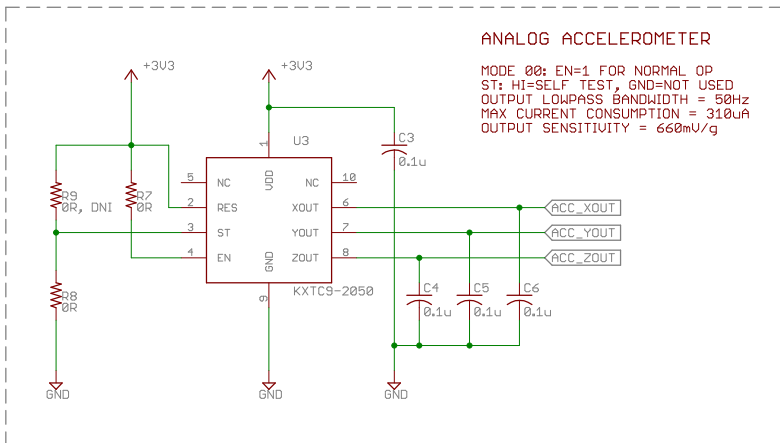 ANALOG ACCELEROMETER
MODE 00: EN=1 FOR NORMAL OP
ST: HI=SELF TEST, GND=NOT USED
OUTPUT LOWPASS BANDWIDTH = 50Hz
MAX CURRENT CONSUMPTION = 310uA
OUTPUT SENSITIVITY = 660mV/g
+3V3
+3V3
U3
C3
0.1u
1
VDD
5
NC
NC
10
R9
0R, DNI
R7
0R
2
RES
XOUT
6
ACC_XOUT
3
ST
YOUT
7
ACC_YOUT
4
EN
GND
ZOUT
8
ACC_ZOUT
R8
0R
9
KXTC9-2050
C4
0.1u
C5
0.1u
C6
0.1u
GND
GND
GND